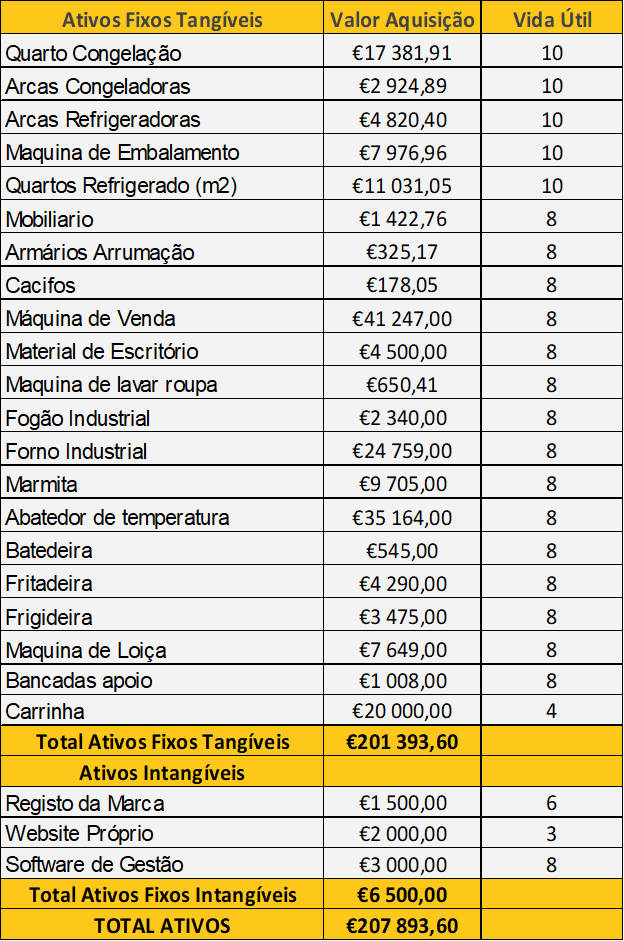 Ativos Fixos Tangíveis Valor Aquisição Vida Útil
Quarto Congelação €17 381,91 10
Arcas Congeladoras €2 924,89 10
Arcas Refrigeradoras €4 820,40 10
Maquina de Embalamento €7 976,96 10
Quartos Refrigerado (m2) €11 031,05 10
Mobiliario €1 422,76 8
Armários Arrumação €325,17 8
Cacifos €178,05 8
Máquina de Venda €41 247,00 8
Material de Escritório €4 500,00 8
Maquina de lavar roupa €650,41 8
Fogão Industrial €2 340,00 8
Forno Industrial €24 759,00 8
Marmita €9 705,00 8
Abatedor de temperatura €35 164,00 8
Batedeira €545,00 8
Fritadeira €4 290,00 8
Frigideira €3 475,00 8
Maquina de Loiça €7 649,00 8
Bancadas apoio €1 008,00 8
Carrinha €20 000,00 4
Total Ativos Fixos Tangíveis €201 393,60
Ativos Intangíveis
Registo da Marca €1 500,00 6
Website Próprio €2 000,00 3
Software de Gestão €3 000,00 8
Total Ativos Fixos Intangíveis €6 500,00
TOTAL ATIVOS €207 893,60